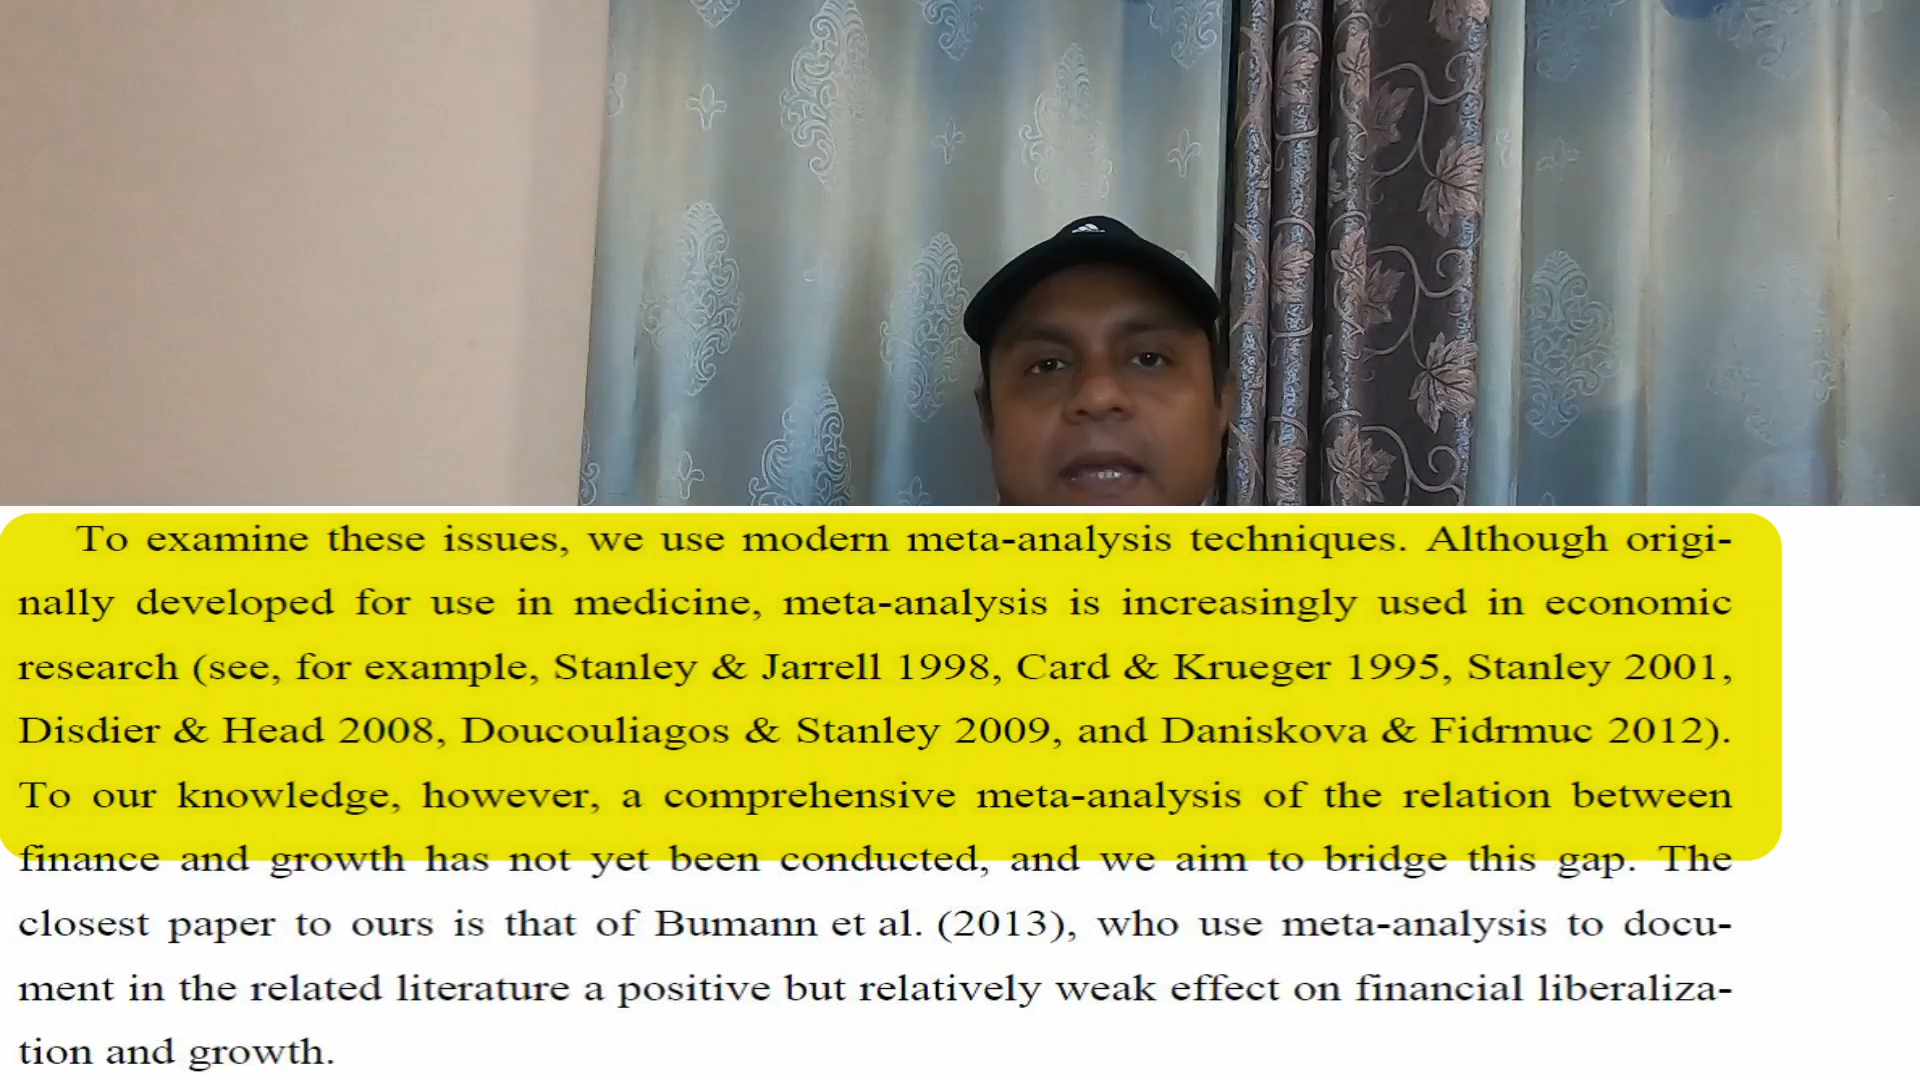 To examine these issues, we use modern meta-analysis techniques. Although origi-
nally developed for use in medicine, meta-analysis is increasingly used in economic
research (see, for example, Stanley & Jarrell 1998, Card & Krueger 1995, Stanley 2001,
Disdier & Head 2008, Doucouliagos & Stanley 2009, and Daniskova & Fidrmuc 2012).
To our knowledge, however, a comprehensive meta-analysis of the relation between
finance and growth has not yet been conducted, and we aim to bridge this gap. The
closest paper to ours is that of Bumann et al. (2013), who use meta-analysis to docu-
ment in the related literature a positive but relatively weak effect on financial liberaliza-
tion and growth.